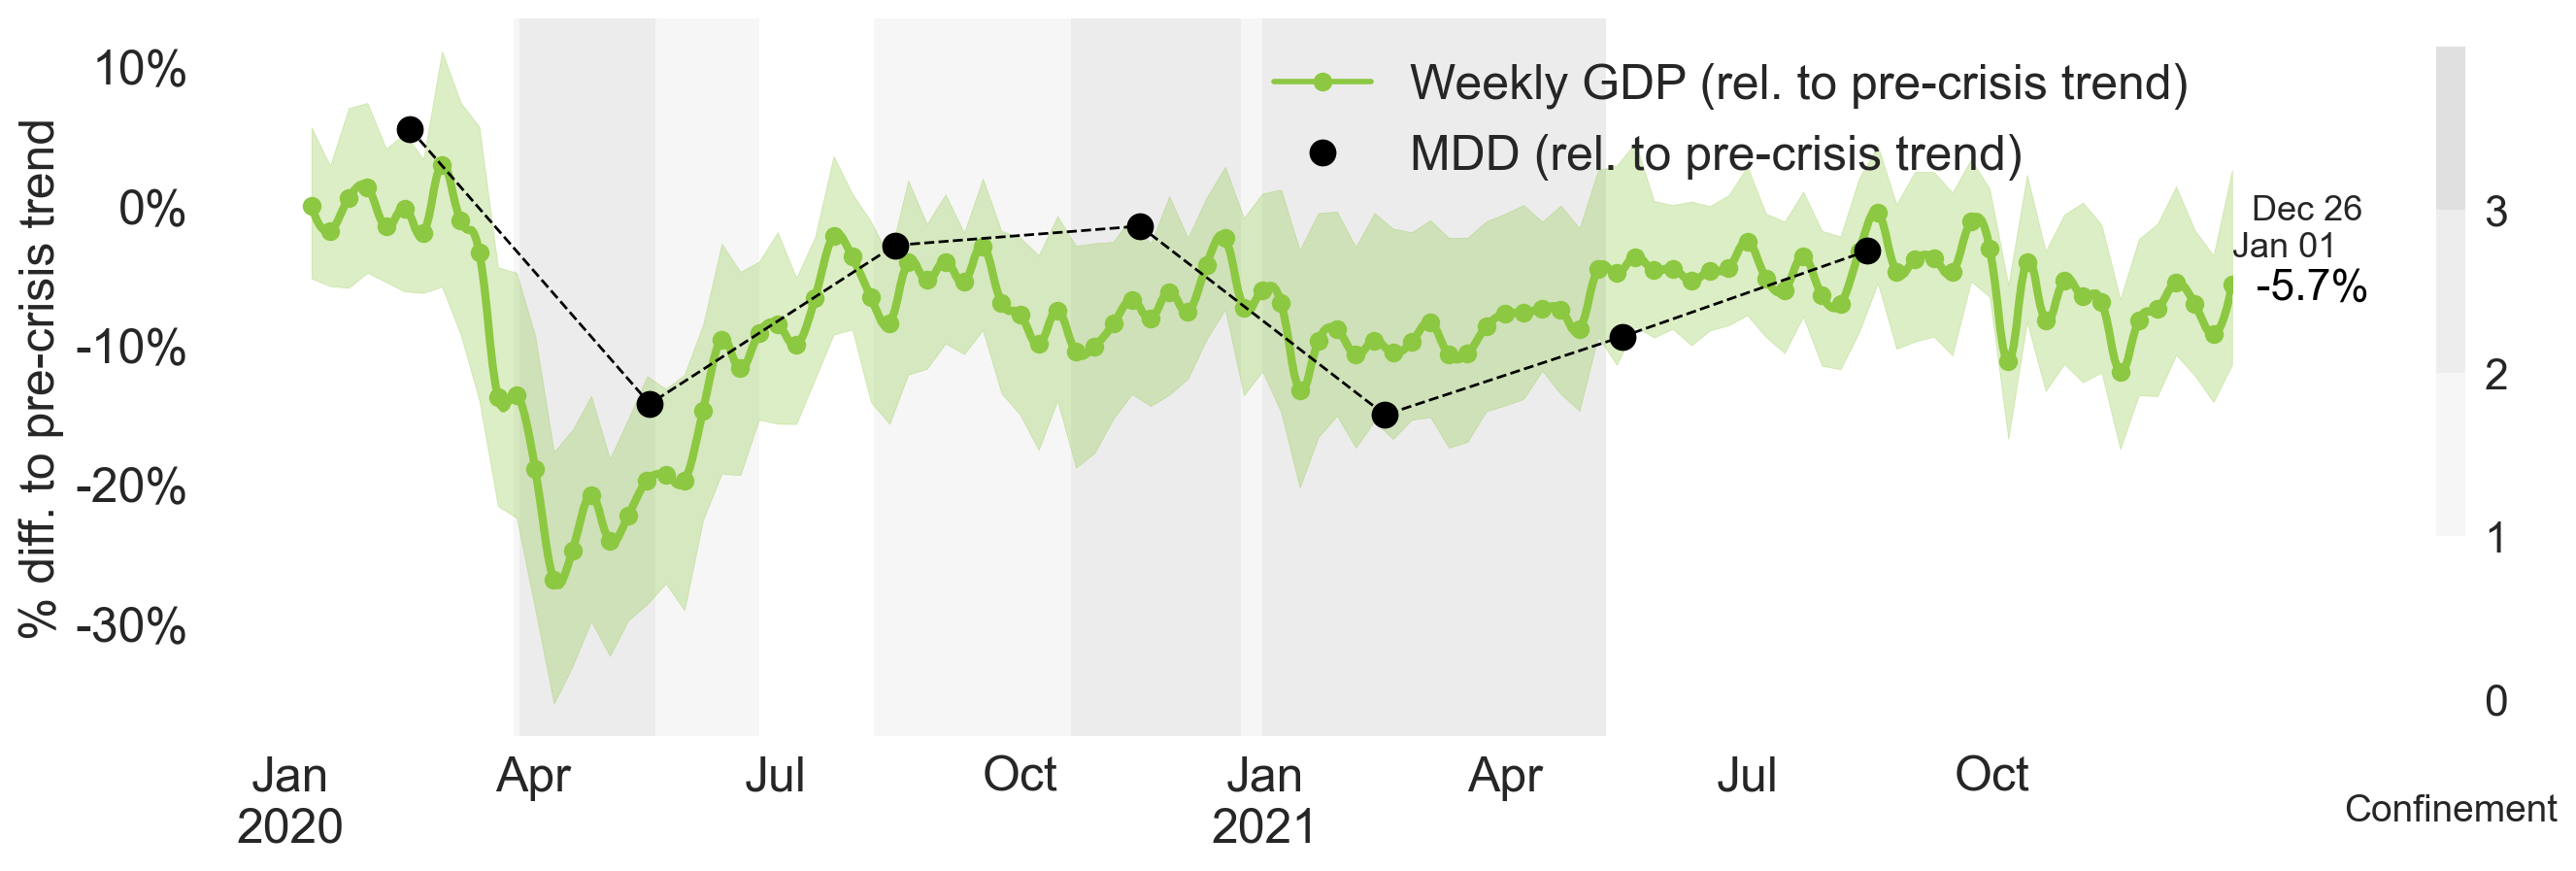 % diff. to pre-crisis trend
10%
0%
-10%
-20%
-30%
Weekly GDP (rel. to pre-crisis trend)
MDD (rel. to pre-crisis trend)
Dec 26
Jan 01
-5.7%
3
2
1
0
Jan Apr Jul Oct Jan Apr Jul Oct
2020 2021
Confinement